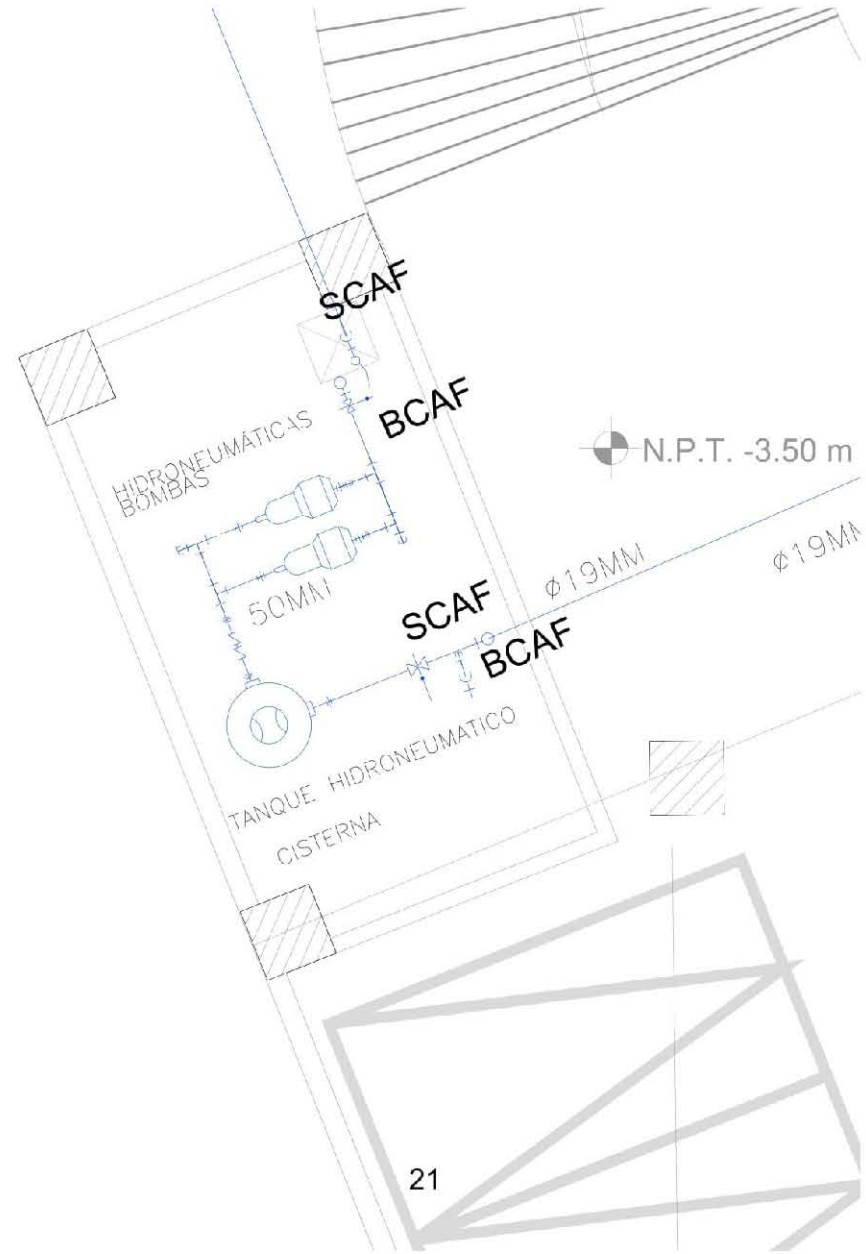 SCAF
BCAF
HIDRONEUMÁTICAS
BOMBAS
N.P.T. -3.50 m
Ø19MM
Ø19MM
50MM
SCAF
BCAF
TANQUE HIDRONEUMATICO
CISTERNA
21